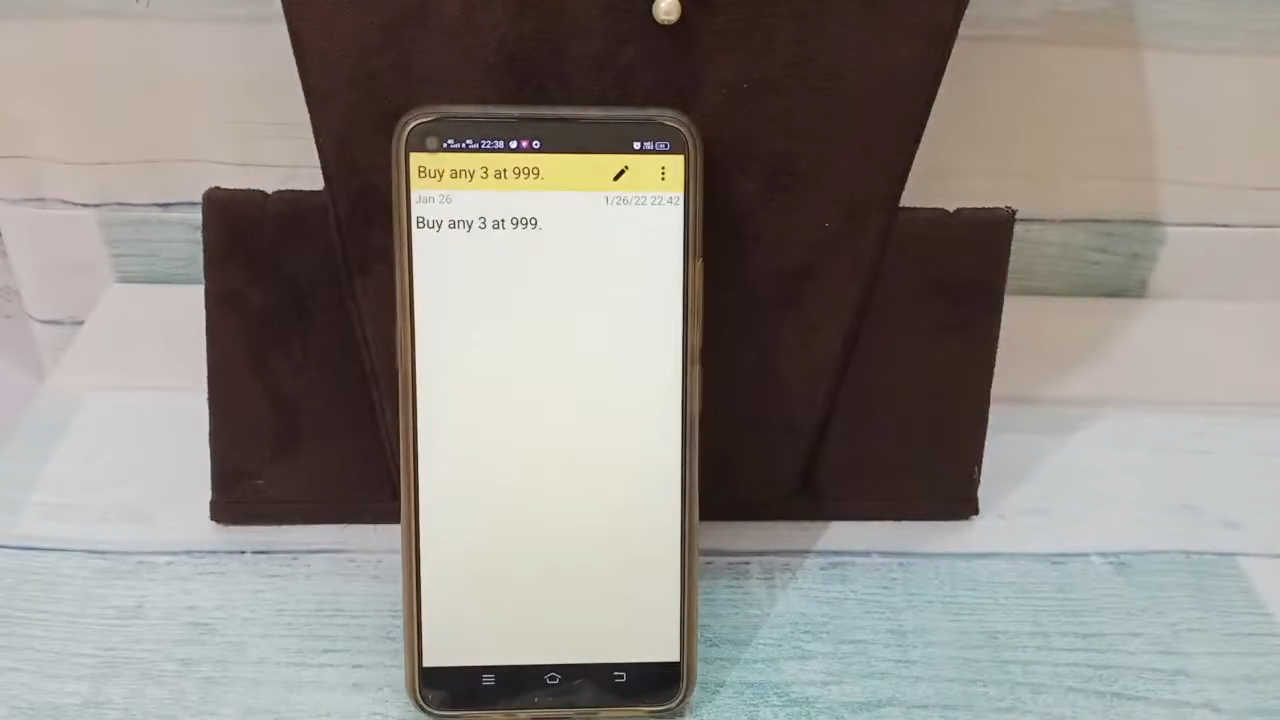 22:38
Buy any 3 at 999.
Jan 26
1/26/22 22:42
Buy any 3 at 999.